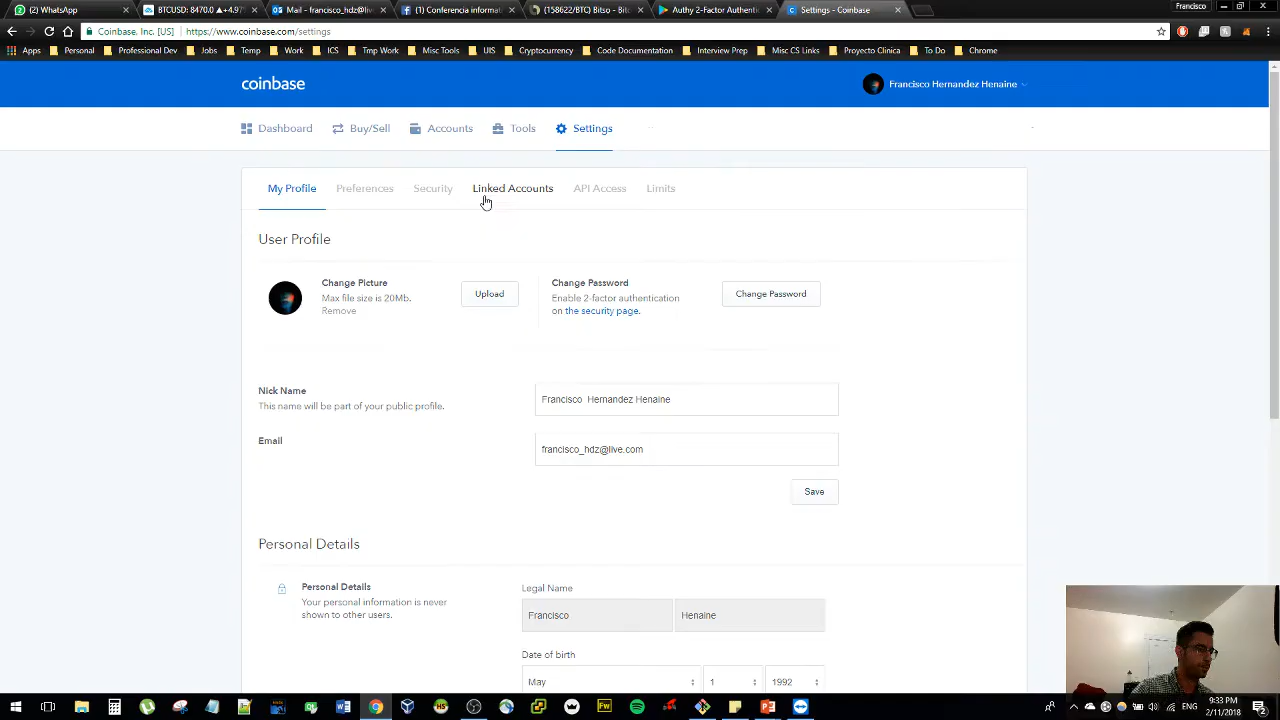 (2) WhatsApp
BTCUSD: 8470.0 ▲+4.97%
Mail - francisco_hdz@live
(1) Conferencia informati
(158622/BTC) Bitso - Bitc
Authy 2-Factor Authentic
Settings - Coinbase
Francisco
Coinbase, Inc. [US]
https://www.coinbase.com/settings
Apps
Personal
Professional Dev
Jobs
Temp
Work
ICS
Tmp Work
Misc Tools
UIS
Cryptocurrency
Code Documentation
Interview Prep
Misc CS Links
Proyecto Clinica
To Do
Chrome
coinbase
Francisco Hernandez Henaine
Dashboard
Buy/Sell
Accounts
Tools
Settings
My Profile
Preferences
Security
Linked Accounts
API Access
Limits
User Profile
Change Picture
Max file size is 20Mb.
Remove
Upload
Change Password
Enable 2-factor authentication
on the security page.
Change Password
Nick Name
This name will be part of your public profile.
Francisco Hernandez Henaine
Email
francisco_hdz@live.com
Save
Personal Details
Personal Details
Your personal information is never
shown to other users.
Legal Name
Francisco
Henaine
Date of birth
May
1
1992
ENG
9:33 PM
2/11/2018